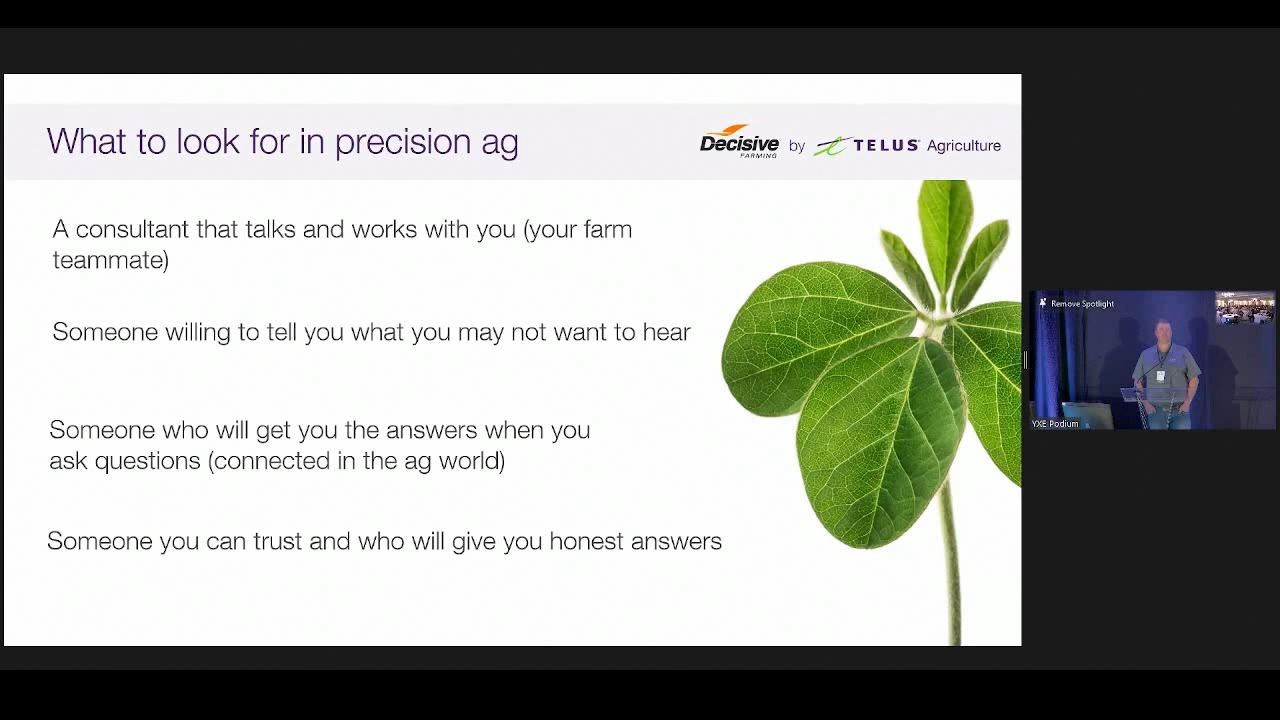 What to look for in precision ag
Decisive
FARMING
by
TELUS Agriculture
A consultant that talks and works with you (your farm
teammate)
Someone willing to tell you what you may not want to hear
Someone who will get you the answers when you
ask questions (connected in the ag world)
Someone you can trust and who will give you honest answers
Remove Spotlight
YXE Podium